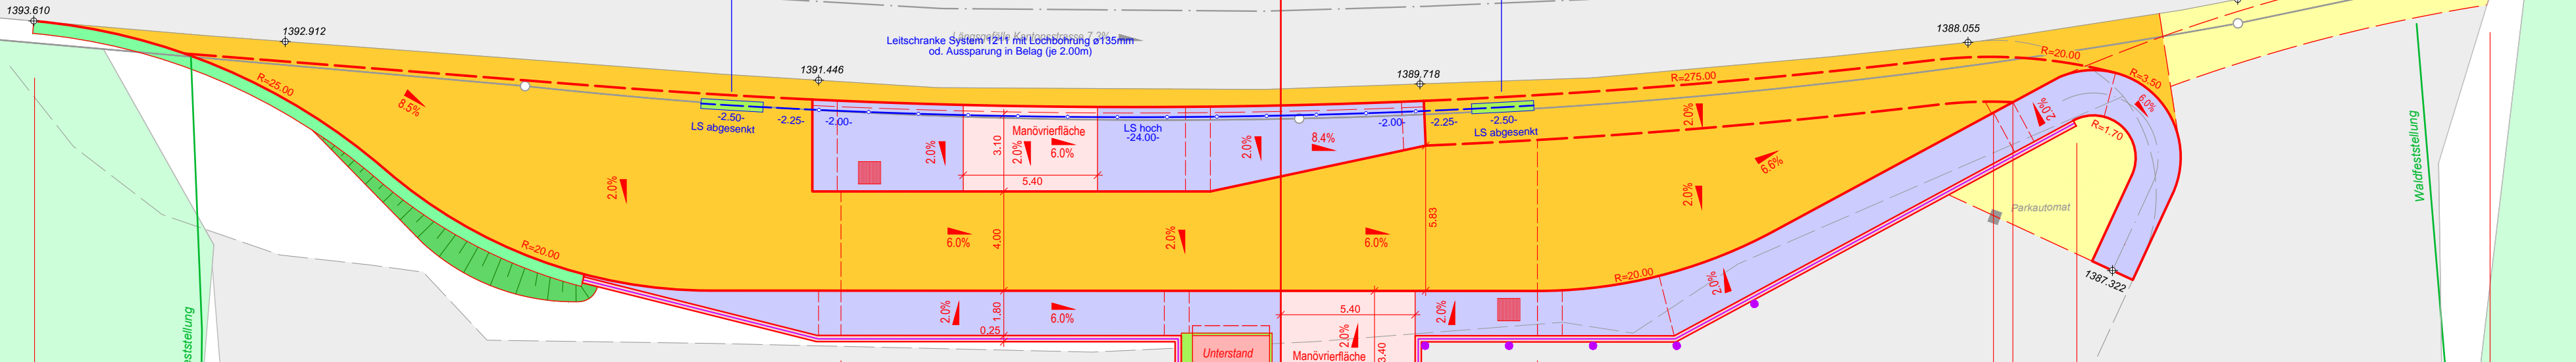 1393.610
1392.912
1391.446
Längsgefälle Kantonsstrasse 7.3%
Leitschranke System 1211 mit Lochbohrung ø135mm
od. Aussparung in Belag (je 2.00m)
1389.718
1388.055
R=275.00
R=20.00
R=3.50
R=25.00
8.5%
-2.50-
LS abgesenkt
-2.25-
-2.00-
Manövrierfläche
3.10
2.0%
6.0%
5.40
2.0%
LS hoch
-24.00-
2.0%
8.4%
-2.00-
-2.25-
-2.50-
LS abgesenkt
2.0%
2.0%
6.0%
R=1.70
6.6%
2.0%
2.0%
Waldfeststellung
Parkautomat
1387.322
R=20.00
6.0%
4.00
2.0%
6.0%
5.83
R=20.00
2.0%
2.0%
1.80
6.0%
0.25
5.40
2.0%
2.0%
Unterstand
Manövrierfläche
3.40
eststellung